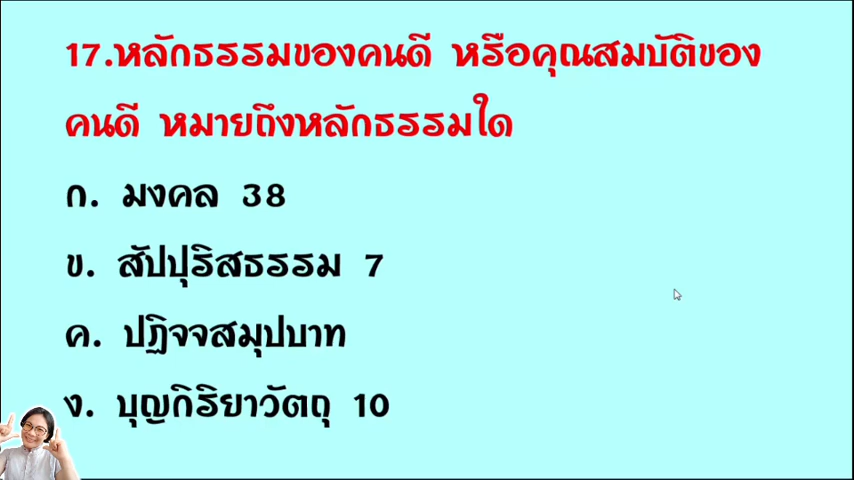 17.หลักธรรมของคนดี หรือคุณสมบัติของ
คนดี หมายถึงหลักธรรมใด
ก. มงคล 38
ข. สัปปุริสธรรม 7
ค. ปฏิจจสมุปบาท
ง. บุญกิริยาวัตถุ 10